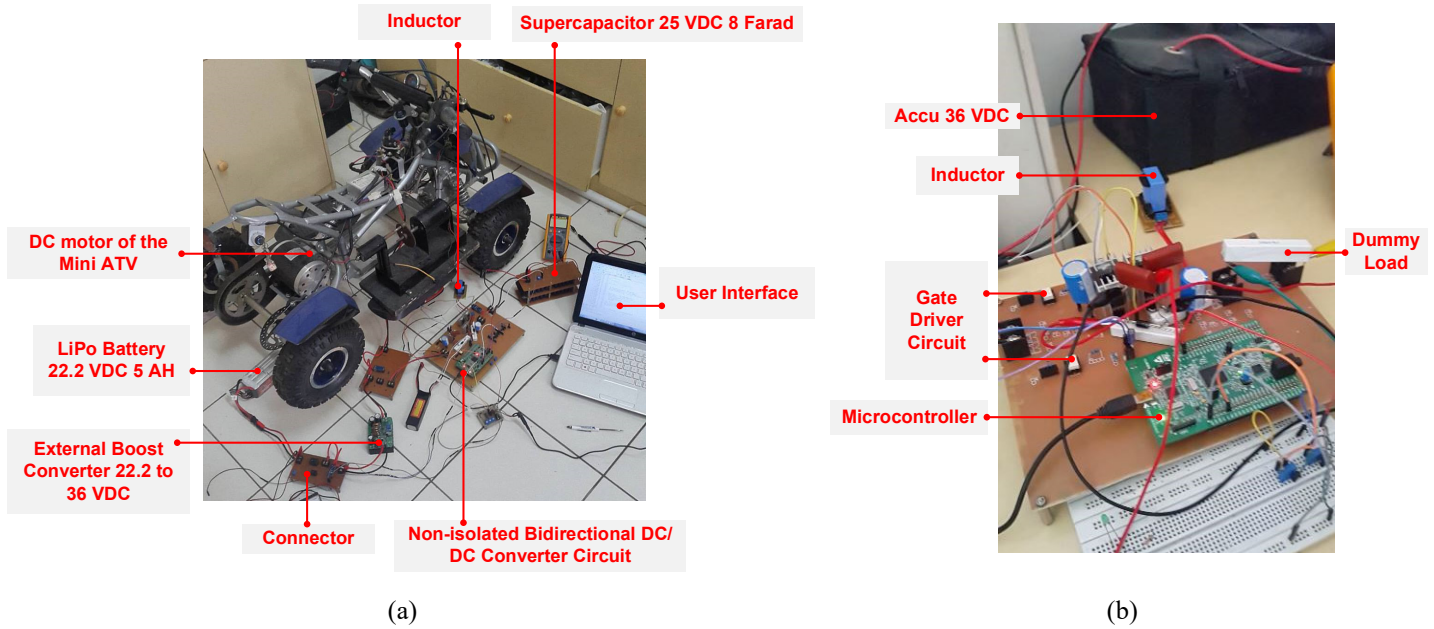 Inductor
Supercapacitor 25 VDC 8 Farad
DC motor of the
Mini ATV
User Interface
LiPo Battery
22.2 VDC 5 AH
External Boost
Converter 22.2 to
36 VDC
Connector
Non-isolated Bidirectional DC/
DC Converter Circuit
(a)
Accu 36 VDC
Inductor
Dummy
Load
Gate
Driver
Circuit
Microcontroller
(b)